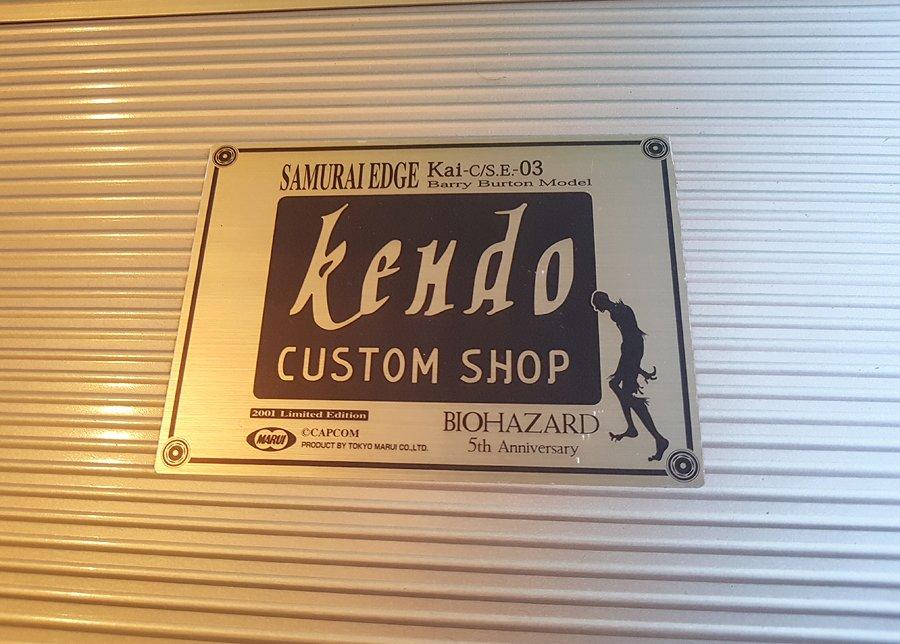 SAMURAI EDGE Kai-C/S.E.-03
Barry Burton Model
Kendo
CUSTOM SHOP
2001 Limited Edition
BIOHAZARD
5th Anniversary
MARUI
©CAPCOM
PRODUCT BY TOKYO MARUI CO.,LTD.